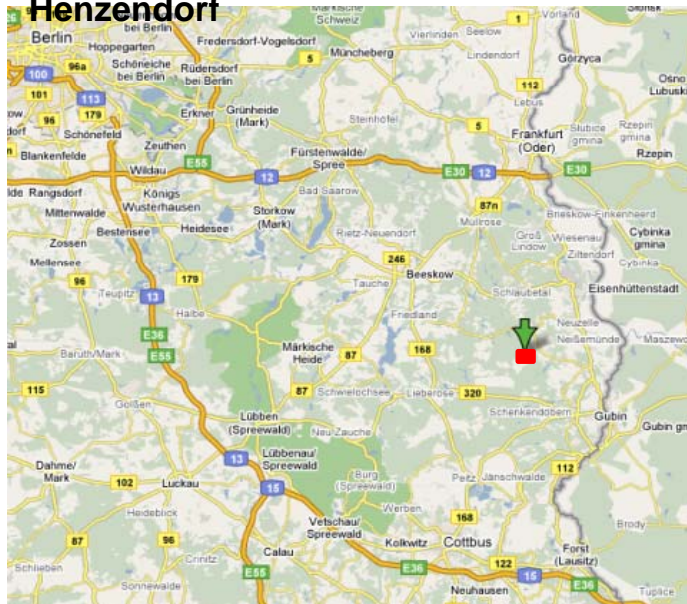 Henzendorf
Berlin
bei Berlin
Märkische
Schweiz
1
Vorland
Słońsk
26
Hoppegarten
Fredersdorf-Vogelsdorf
Vierlinden
Seelow
Schöneiche
bei Berlin
5
Müncheberg
Lindendorf
Górzyca
96a
100
Rüdersdorf
bei Berlin
112
Lebus
Osno
Lubuski
101
113
179
96
Erkner
Grünheide
(Mark)
Steinhöfel
5
Frankfurt
(Oder)
Słubice
gmina
Rzepin
gmina
Schönefeld
Zeuthen
E55
Fürstenwalde/
Spree
Rzepin
Blankenfelde
Wildau
12
E30
12
E30
Rangsdorf
Königs
Wusterhausen
Bad Saarow
87n
Mittenwalde
Storkow
(Mark)
Müllrose
Brieskow-Finkenheerd
Bestensee
Heidesee
Rietz-Neuendorf
Groß
Lindow
Wiesenau
Cybinka
gmina
Zossen
246
Ziltendorf
Cybinka
Mellensee
Beeskow
96
179
Tauche
Schlaubetal
Eisenhüttenstadt
Teupitz
13
Halbe
Friedland
Neuzelle
E36
Märkische
Heide
87
168
Neißemünde
Maszewo
Baruth/Mark
E55
115
87
Schwielochsee
Lieberose
320
Golßen
Schenkendöbern
Gubin
Lübben
(Spreewald)
Neu Zauche
Gubin gm
13
Lübbenau/
Spreewald
112
Dahme/
Mark
102
Luckau
15
Burg
(Spreewald)
Peitz
Jänschwalde
Heideblick
Werben
168
Brody
87
96
Vetschau/
Spreewald
Kolkwitz
Cottbus
Crinitz
Calau
122
Forst
(Lausitz)
Schlieben
E55
E36
15
Sonnewalde
Neuhausen
E36
Tuplice